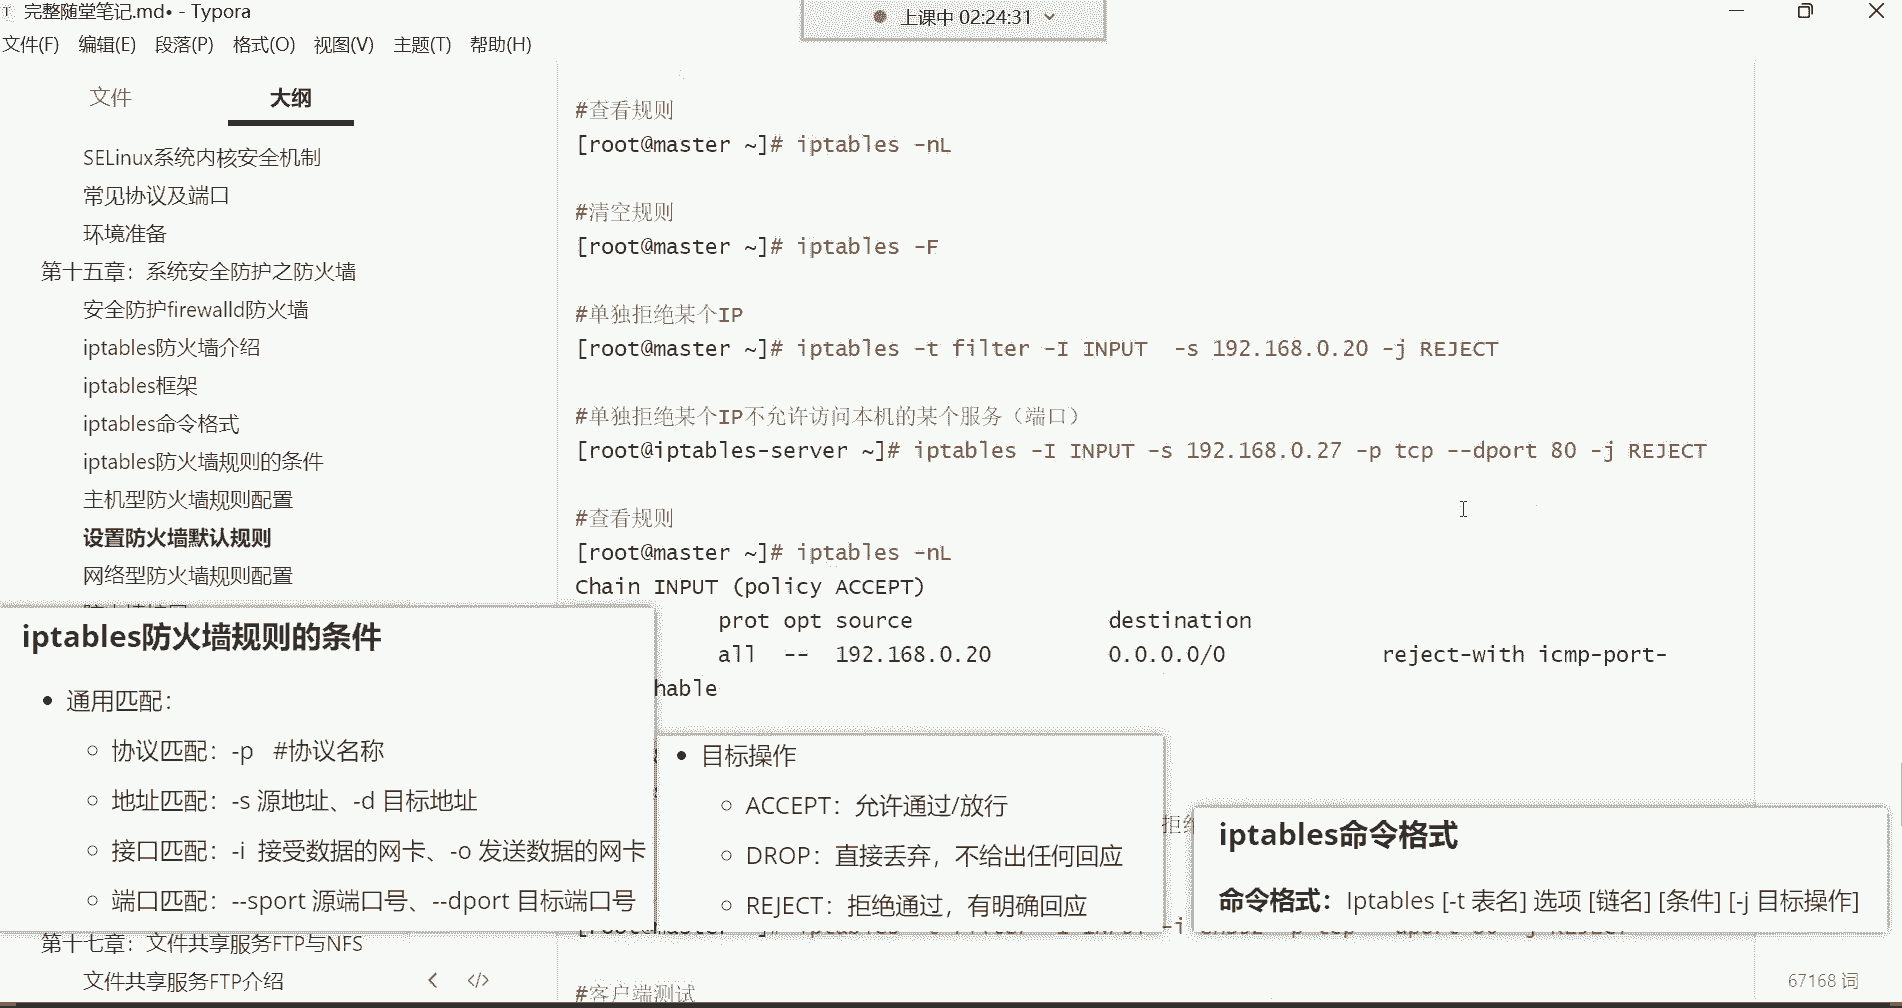 完整随堂笔记.md• - Typora
上课中 02:24:31
文件(F) 编辑(E) 段落(P) 格式(O) 视图(V) 主题(T) 帮助(H)
文件 大纲
SELinux系统内核安全机制
常见协议及端口
环境准备
第十五章：系统安全防护之防火墙
安全防护firewalld防火墙
iptables防火墙介绍
iptables框架
iptables命令格式
iptables防火墙规则的条件
主机型防火墙规则配置
设置防火墙默认规则
网络型防火墙规则配置
#查看规则
[root@master ~]# iptables -nL
#清空规则
[root@master ~]# iptables -F
#单独拒绝某个IP
[root@master ~]# iptables -t filter -I INPUT  -s 192.168.0.20 -j REJECT
#单独拒绝某个IP不允许访问本机的某个服务（端口）
[root@iptables-server ~]# iptables -I INPUT -s 192.168.0.27 -p tcp --dport 80 -j REJECT
#查看规则
[root@master ~]# iptables -nL
Chain INPUT (policy ACCEPT)
prot opt source destination
all -- 192.168.0.20 0.0.0.0/0 reject-with icmp-port-
hable
iptables防火墙规则的条件
• 通用匹配：
○ 协议匹配：-p #协议名称
○ 地址匹配：-s 源地址、-d 目标地址
○ 接口匹配：-i 接受数据的网卡、-o 发送数据的网卡
○ 端口匹配：--sport 源端口号、--dport 目标端口号
• 目标操作
○ ACCEPT：允许通过/放行
○ DROP：直接丢弃，不给出任何回应
○ REJECT：拒绝通过，有明确回应
iptables命令格式
命令格式：Iptables [-t 表名] 选项 [链名] [条件] [-j 目标操作]
第十七章：文件共享服务FTP与NFS
文件共享服务FTP介绍
#客户端测试
67168 词